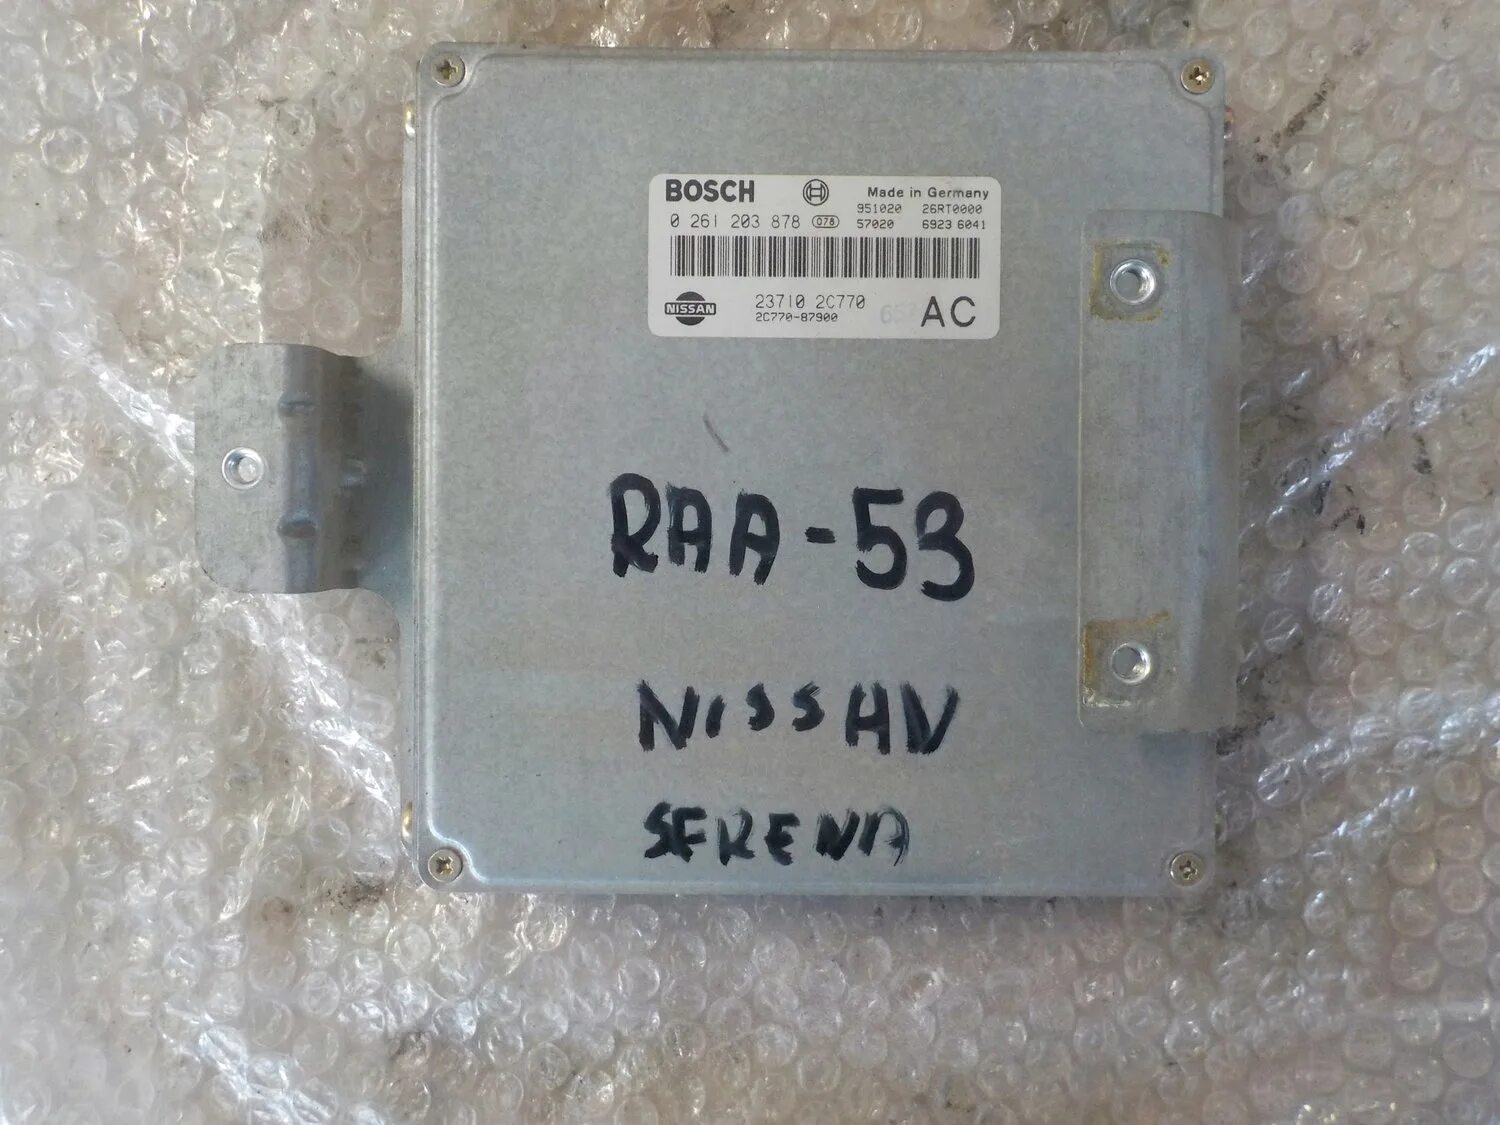 BOSCH Made in Germany
951020 26RT0000
0 261 203 878 078 57020 6923 6041
NISSAN 23710 2C770
2C770-87900 AC
RAA-53
NISSAN
SERENA